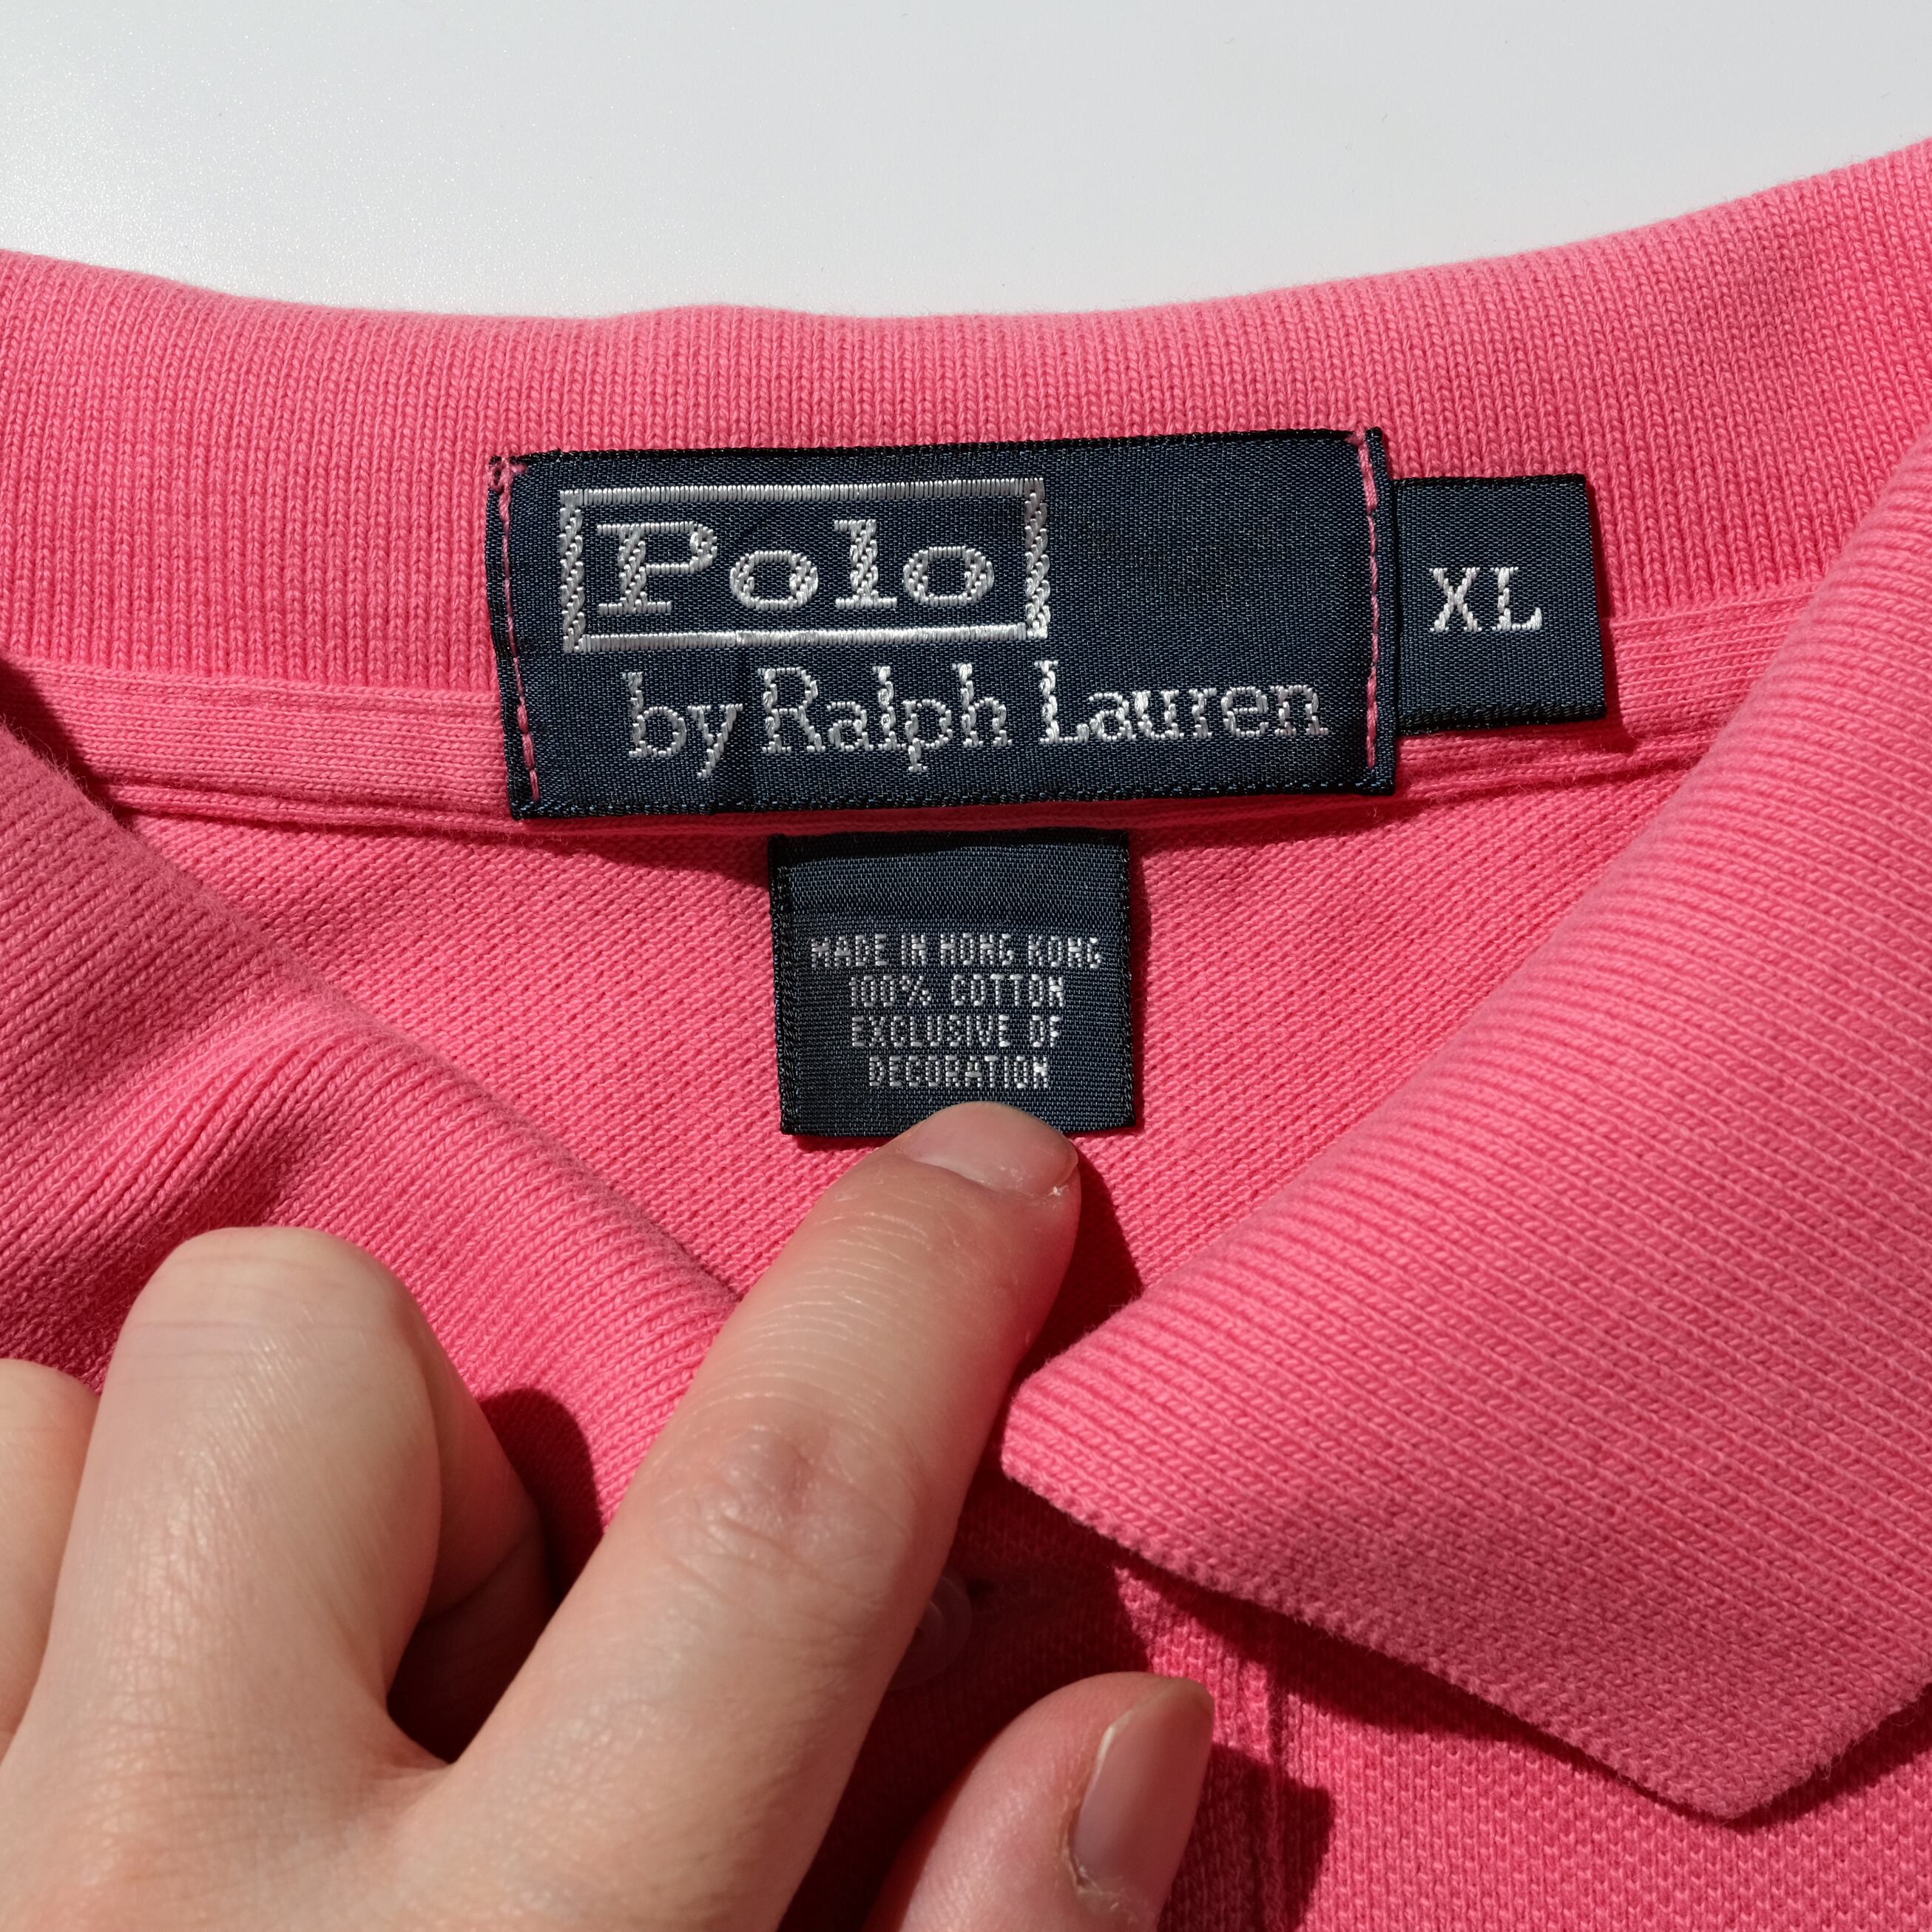 Polo
by Ralph Lauren
XL
MADE IN HONG KONG
100% COTTON
EXCLUSIVE OF
DECORATION